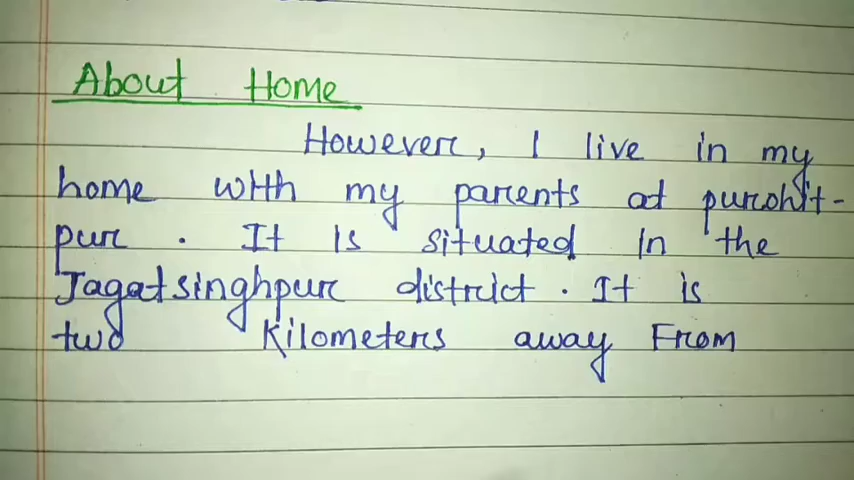 About Home
However, I live in my
home with my parents at purohit-
pur. It is situated in the
Jagatsinghpur district. It is
two Kilometers away From